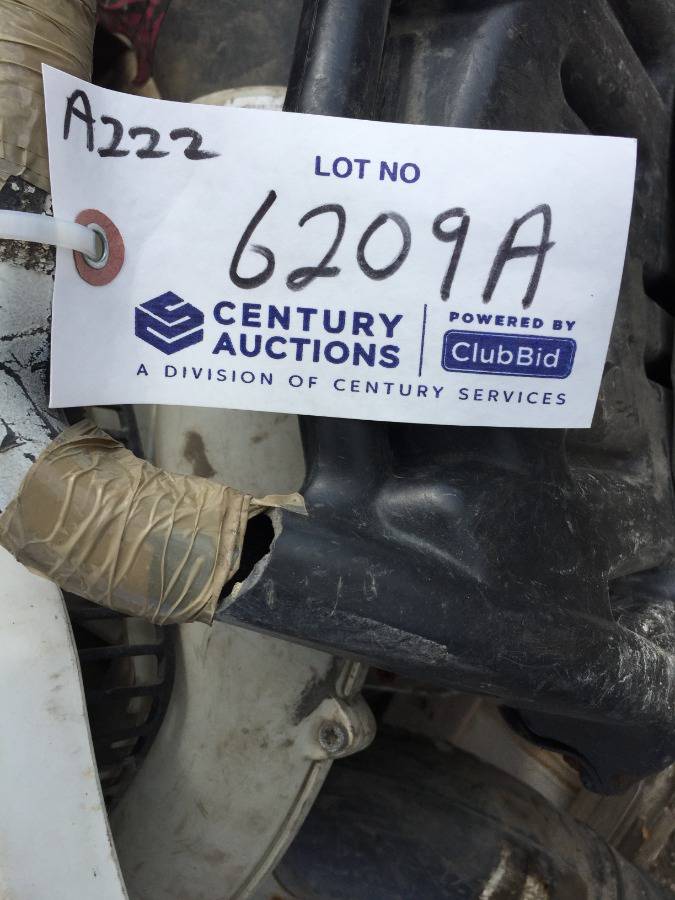 A222
LOT NO
6209A
CENTURY AUCTIONS
POWERED BY
ClubBid
A DIVISION OF CENTURY SERVICES